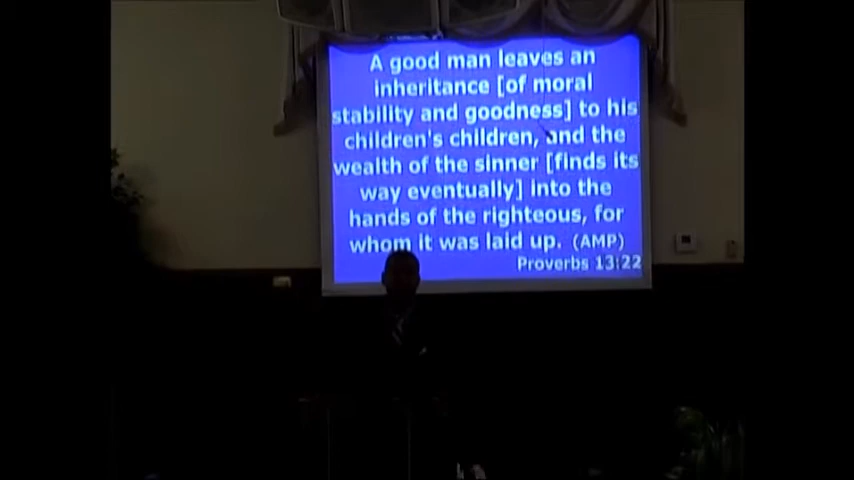 A good man leaves an
inheritance [of moral
stability and goodness] to his
children's children, and the
wealth of the sinner [finds its
way eventually] into the
hands of the righteous, for
whom it was laid up. (AMP)
Proverbs 13:22